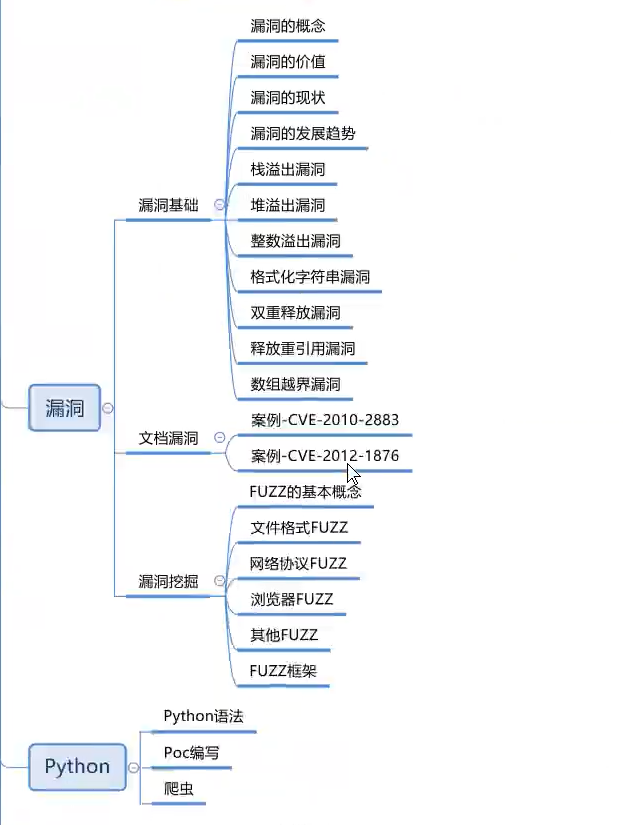 漏洞的概念
漏洞的价值
漏洞的现状
漏洞的发展趋势
栈溢出漏洞
漏洞基础
堆溢出漏洞
整数溢出漏洞
格式化字符串漏洞
双重释放漏洞
释放重引用漏洞
数组越界漏洞
漏洞
文档漏洞
案例-CVE-2010-2883
案例-CVE-2012-1876
FUZZ的基本概念
文件格式FUZZ
网络协议FUZZ
漏洞挖掘
浏览器FUZZ
其他FUZZ
FUZZ框架
Python语法
Python
Poc编写
爬虫